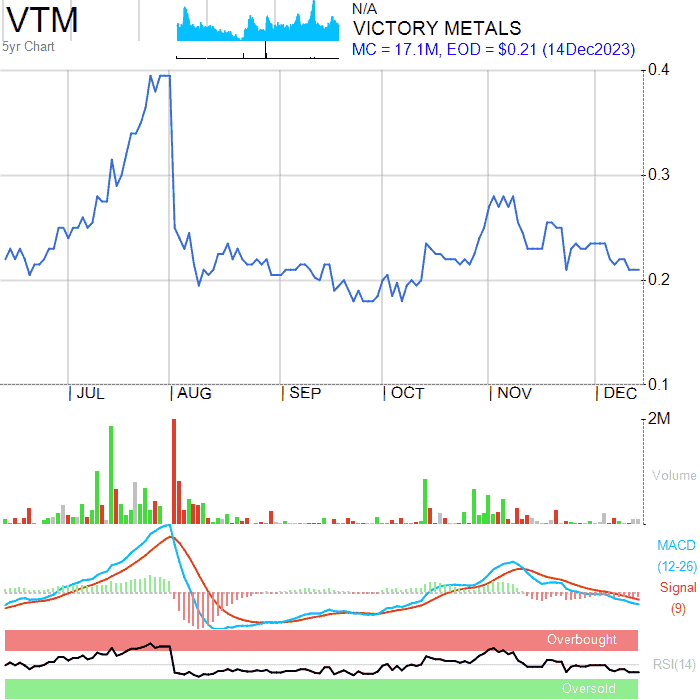 VTM
5yr Chart
N/A
VICTORY METALS
MC = 17.1M, EOD = $0.21 (14Dec2023)
0.4
0.3
0.2
0.1
JUL AUG SEP OCT NOV DEC
2M
Volume
MACD
(12-26)
Signal
(9)
Overbought
RSI(14)
Oversold